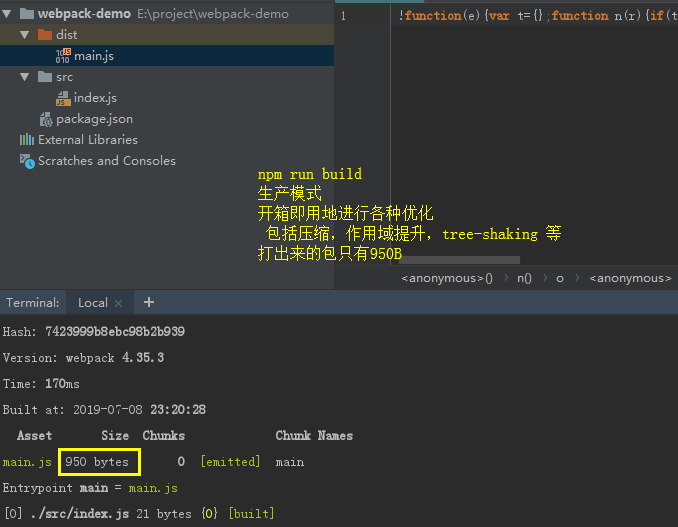 webpack-demo E:\project\webpack-demo
dist
main.js
src
index.js
package.json
External Libraries
Scratches and Consoles
1 !function(e){var t={};function n(r){if(t
npm run build
生产模式
开箱即用地进行各种优化
包括压缩，作用域提升，tree-shaking 等
打出来的包只有950B
<anonymous>() › n() › o › <anonymous>
Terminal: Local × +
Hash: 7423999b8ebc98b2b939
Version: webpack 4.35.3
Time: 170ms
Built at: 2019-07-08 23:20:28
Asset Size Chunks Chunk Names
main.js 950 bytes 0 [emitted] main
Entrypoint main = main.js
[0] ./src/index.js 21 bytes {0} [built]